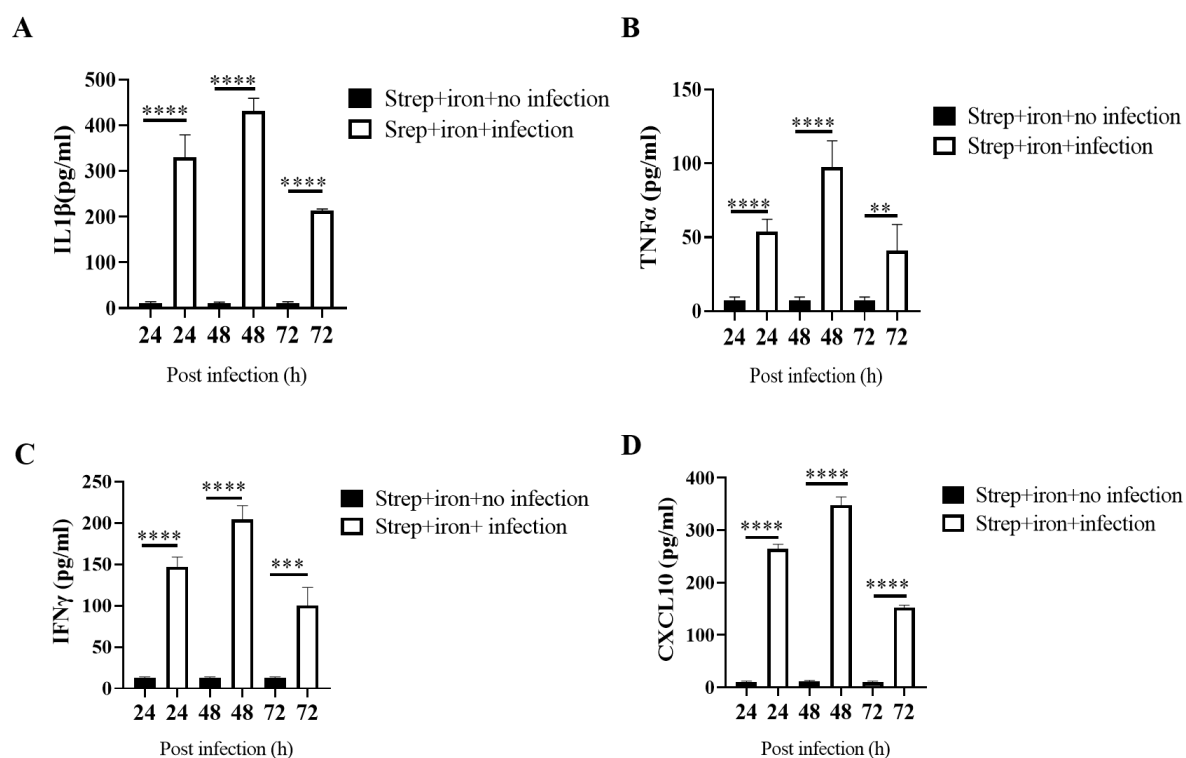 A
500
400
300
200
100
0
IL1β(pg/ml)
****
****
****
24 24 48 48 72 72
Post infection (h)
Strep+iron+no infection
Srep+iron+infection
B
150
100
50
0
TNFα (pg/ml)
****
****
**
24 24 48 48 72 72
Post infection (h)
Strep+iron+no infection
Strep+iron+infection
C
250
200
150
100
50
0
IFNγ (pg/ml)
****
****
***
24 24 48 48 72 72
Post infection (h)
Strep+iron+no infection
Strep+iron+ infection
D
400
300
200
100
0
CXCL10 (pg/ml)
****
****
****
24 24 48 48 72 72
Post infection (h)
Strep+iron+no infection
Strep+iron+infection